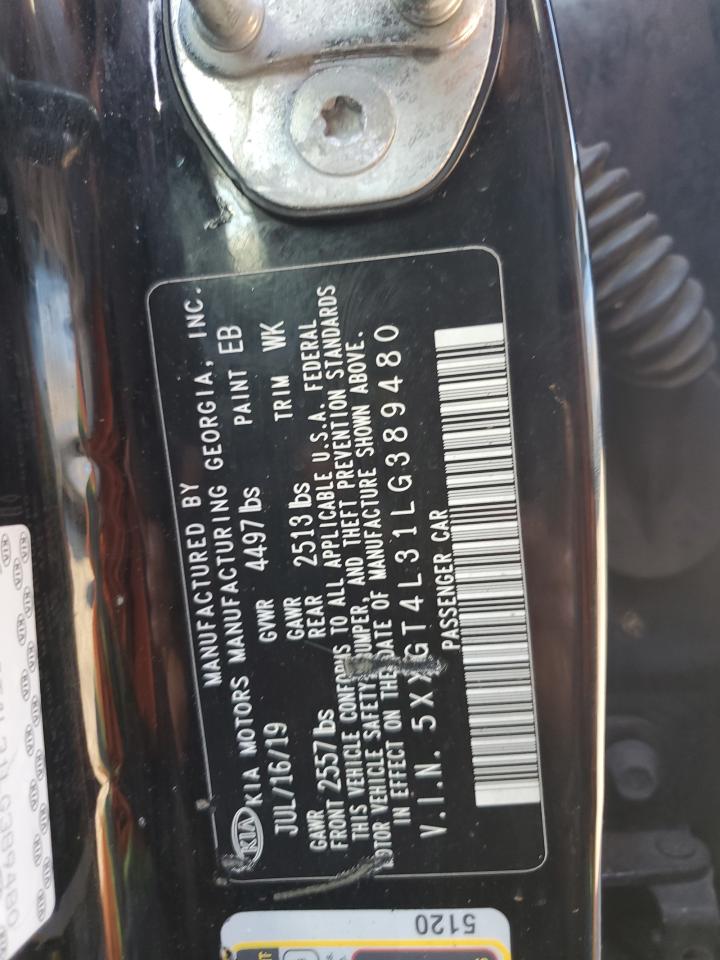 MANUFACTURED BY
KIA KIA MOTORS MANUFACTURING GEORGIA, INC.
JUL/16/19 GVWR 4497lbs PAINT EB
GAWR FRONT 2557lbs GAWR REAR 2513lbs TRIM WK
THIS VEHICLE CONFORMS TO ALL APPLICABLE U.S.A. FEDERAL
MOTOR VEHICLE SAFETY, BUMPER, AND THEFT PREVENTION STANDARDS
IN EFFECT ON THE DATE OF MANUFACTURE SHOWN ABOVE.
V.I.N. 5XXGT4L31LG389480
PASSENGER CAR
5120